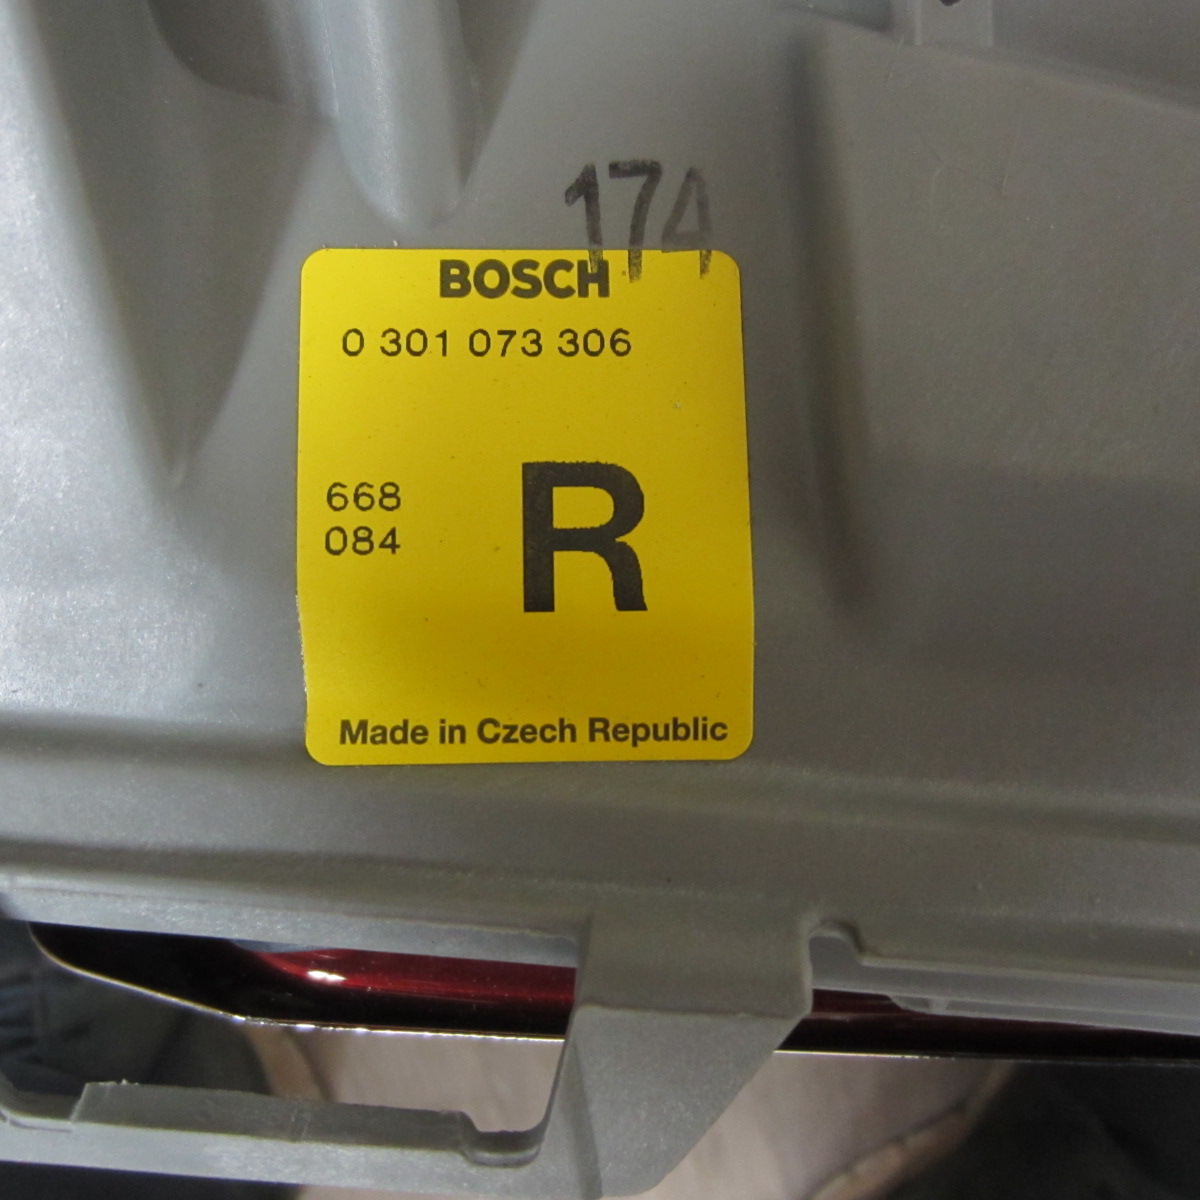 174
BOSCH
0 301 073 306
668
084
R
Made in Czech Republic